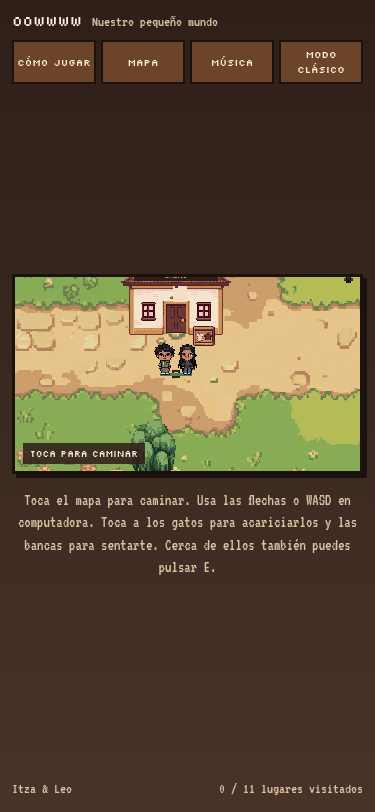 OOWWWW Nuestro pequeño mundo
CÓMO JUGAR
MAPA
MÚSICA
MODO
CLÁSICO
TOCA PARA CAMINAR
Toca el mapa para caminar. Usa las flechas o WASD en
computadora. Toca a los gatos para acariciarlos y las
bancas para sentarte. Cerca de ellos también puedes
pulsar E.
Itza & Leo
0 / 11 lugares visitados